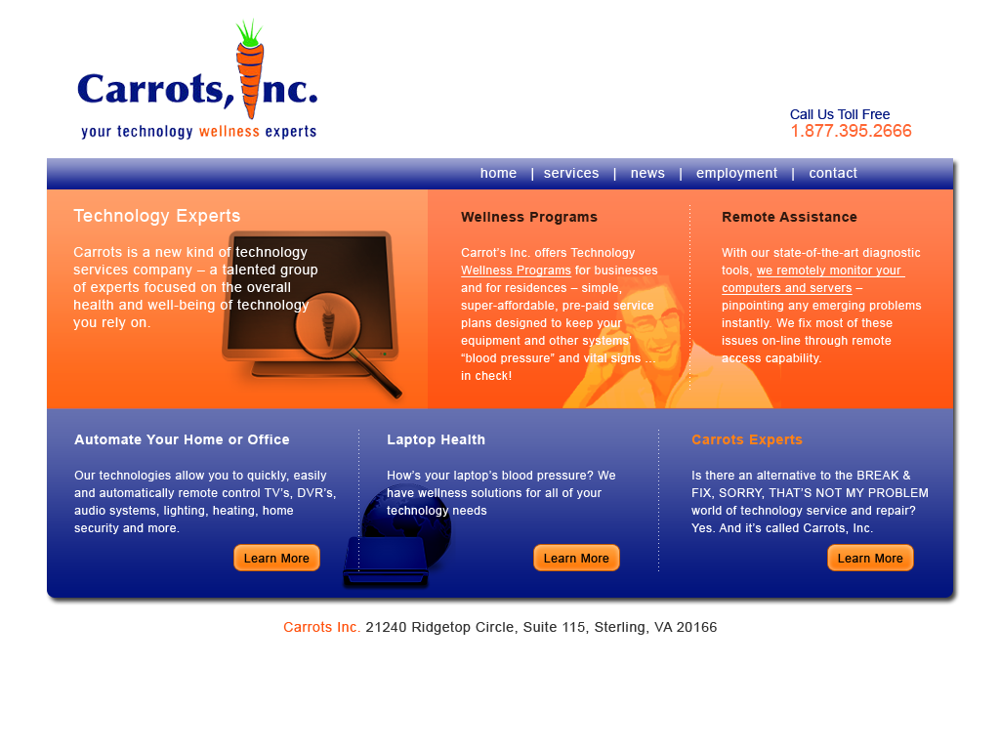 Carrots, Inc.
your technology wellness experts
Call Us Toll Free
1.877.395.2666
home | services | news | employment | contact
Technology Experts
Carrots is a new kind of technology
services company – a talented group
of experts focused on the overall
health and well-being of technology
you rely on.
Wellness Programs
Carrot's Inc. offers Technology
Wellness Programs for businesses
and for residences – simple,
super-affordable, pre-paid service
plans designed to keep your
equipment and other systems'
“blood pressure” and vital signs ...
in check!
Remote Assistance
With our state-of-the-art diagnostic
tools, we remotely monitor your
computers and servers –
pinpointing any emerging problems
instantly. We fix most of these
issues on-line through remote
access capability.
Automate Your Home or Office
Our technologies allow you to quickly, easily
and automatically remote control TV's, DVR's,
audio systems, lighting, heating, home
security and more.
Learn More
Laptop Health
How's your laptop's blood pressure? We
have wellness solutions for all of your
technology needs
Learn More
Carrots Experts
Is there an alternative to the BREAK &
FIX, SORRY, THAT'S NOT MY PROBLEM
world of technology service and repair?
Yes. And it's called Carrots, Inc.
Learn More
Carrots Inc. 21240 Ridgetop Circle, Suite 115, Sterling, VA 20166